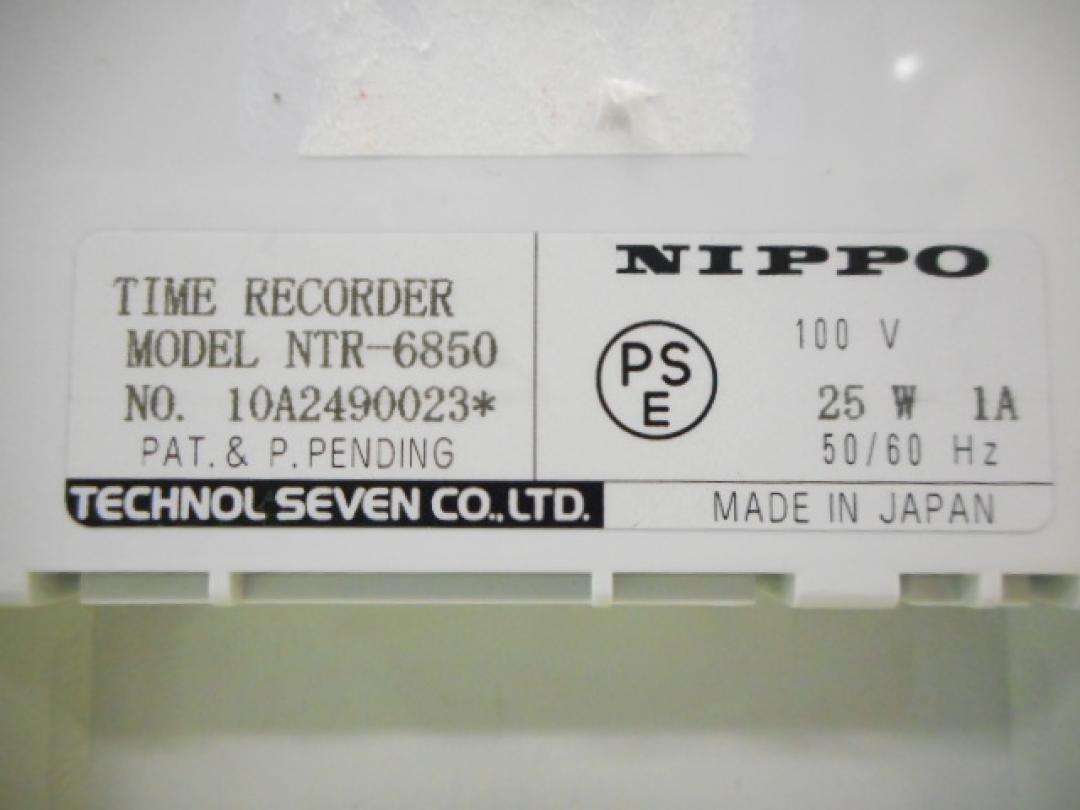 TIME RECORDER
MODEL NTR-6850
NO. 10A2490023*
PAT. & P. PENDING
TECHNOL SEVEN CO., LTD.
NIPPO
PS
E
100 V
25 W 1A
50/60 Hz
MADE IN JAPAN